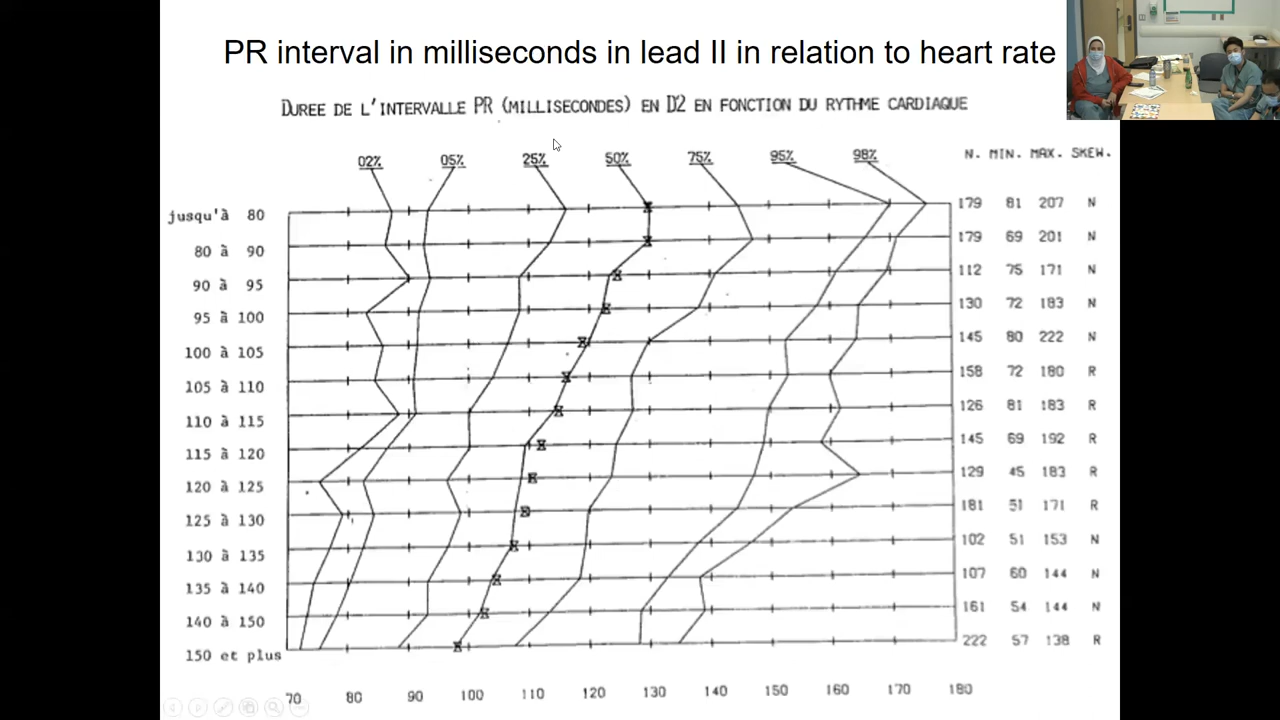 PR interval in milliseconds in lead II in relation to heart rate
DUREE DE L'INTERVALLE PR (MILLISECONDES) EN D2 EN FONCTION DU RYTHME CARDIAQUE
02% 05% 25% 50% 75% 95% 98% N. MIN. MAX. SKEW.
jusqu'à 80 179 81 207 N
80 à 90 179 69 201 N
90 à 95 112 75 171 N
95 à 100 130 72 183 N
100 à 105 145 80 222 N
105 à 110 158 72 180 R
110 à 115 126 81 183 R
115 à 120 145 69 192 R
120 à 125 129 45 183 R
125 à 130 181 51 171 R
130 à 135 102 51 153 N
135 à 140 107 60 144 N
140 à 150 161 54 144 N
150 et plus 222 57 138 R
70 80 90 100 110 120 130 140 150 160 170 180